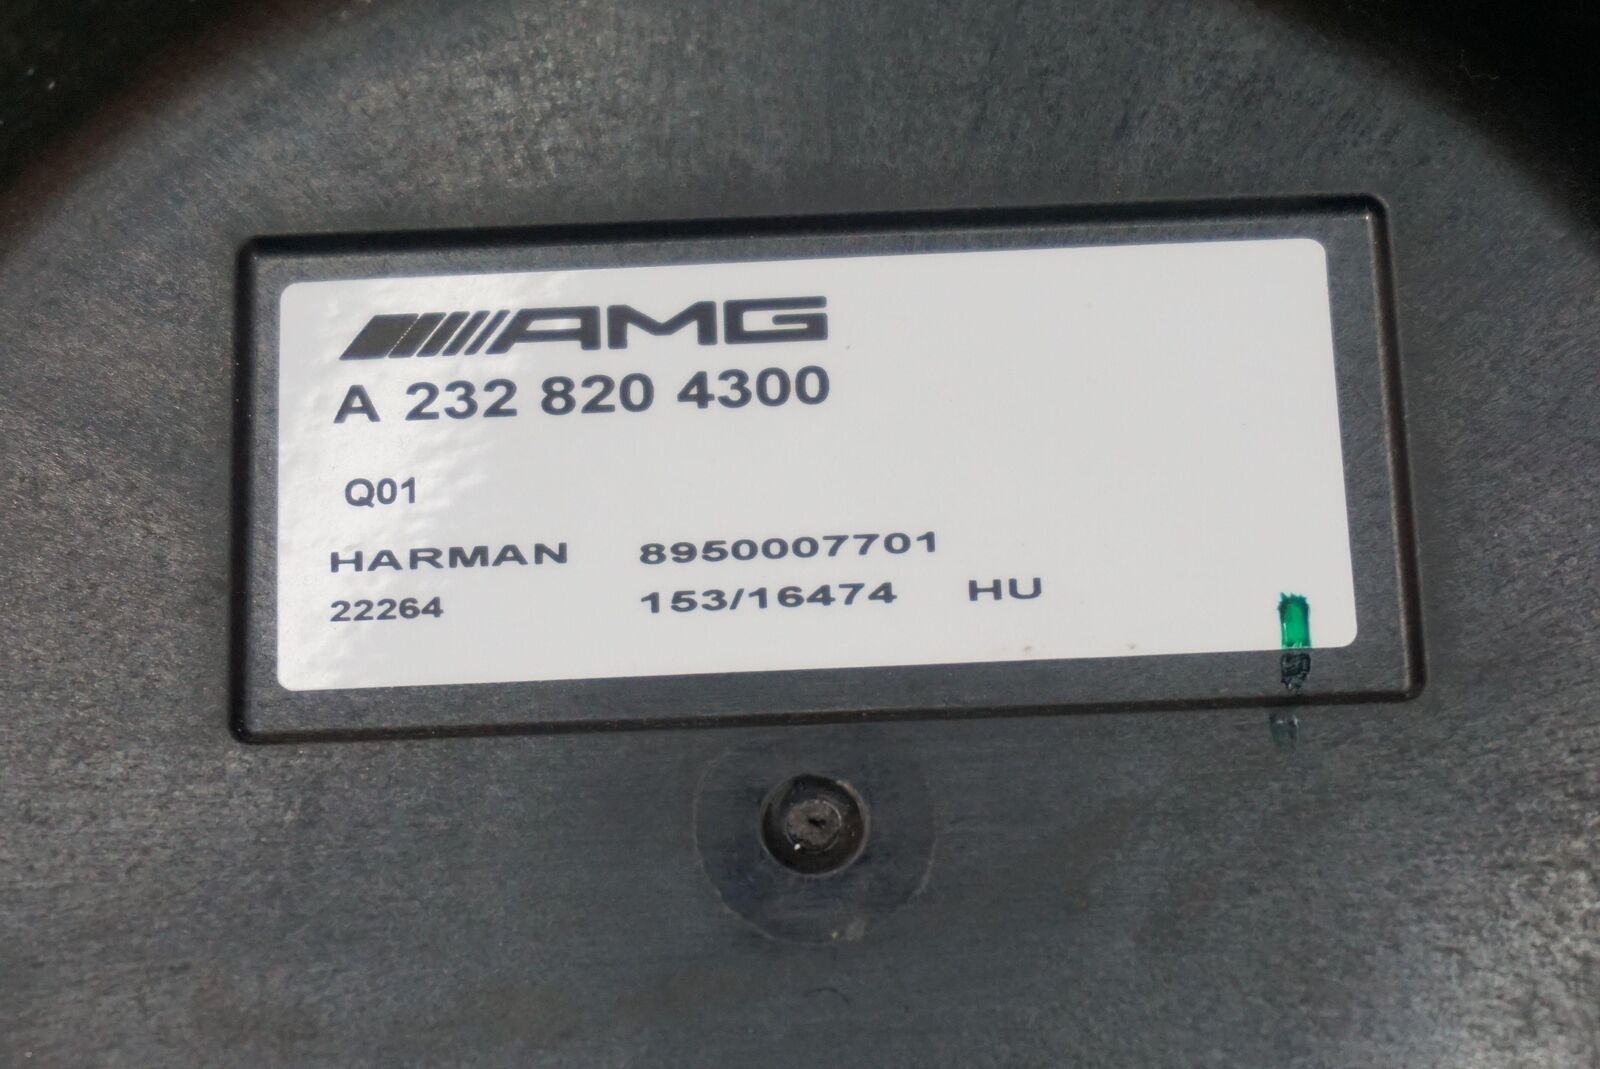 AMG
A 232 820 4300
Q01
HARMAN 8950007701
22264 153/16474 HU